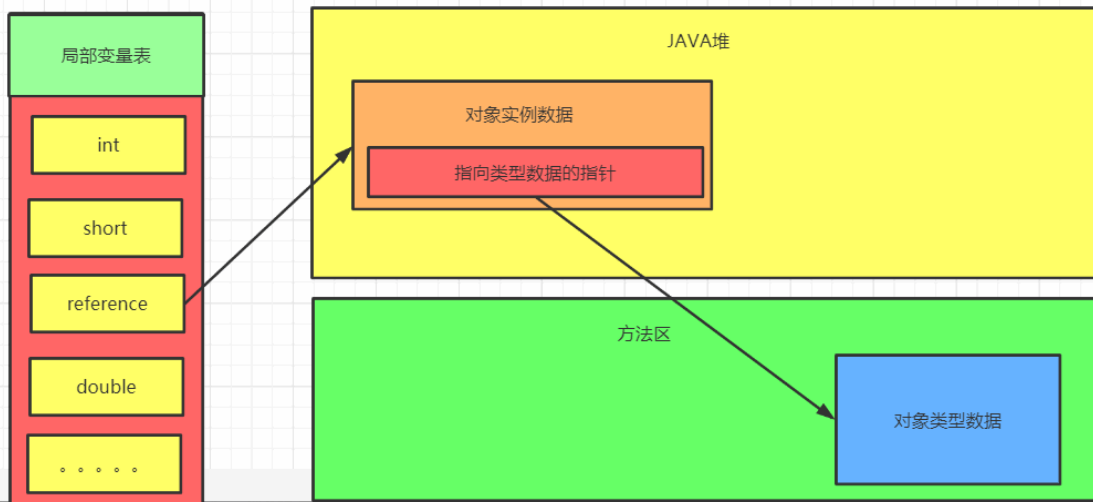 局部变量表
int
short
reference
double
。。。。。
JAVA堆
对象实例数据
指向类型数据的指针
方法区
对象类型数据